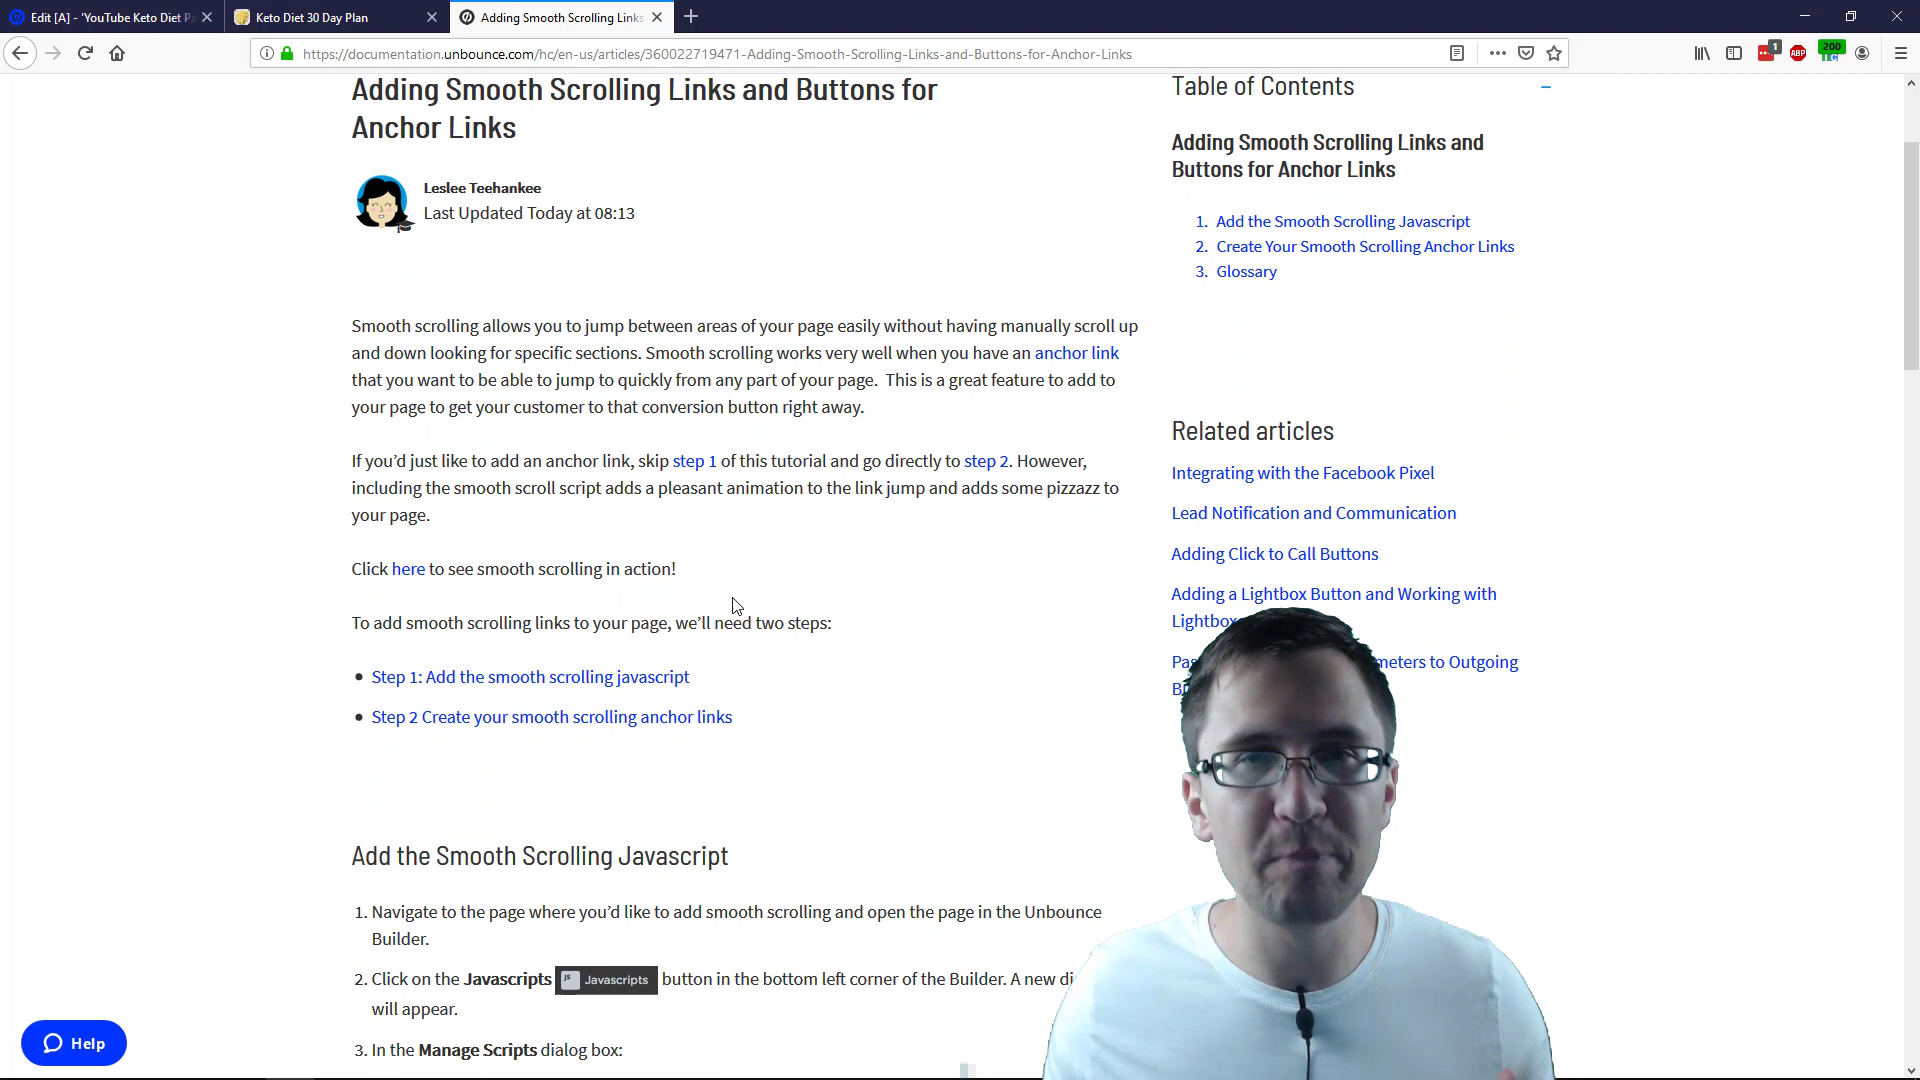 Edit [A] - 'YouTube Keto Diet Pa
Keto Diet 30 Day Plan
Adding Smooth Scrolling Links
https://documentation.unbounce.com/hc/en-us/articles/360022719471-Adding-Smooth-Scrolling-Links-and-Buttons-for-Anchor-Links
1
ABP
200
Adding Smooth Scrolling Links and Buttons for
Anchor Links
Leslee Teehankee
Last Updated Today at 08:13
Smooth scrolling allows you to jump between areas of your page easily without having manually scroll up
and down looking for specific sections. Smooth scrolling works very well when you have an anchor link
that you want to be able to jump to quickly from any part of your page. This is a great feature to add to
your page to get your customer to that conversion button right away.
If you’d just like to add an anchor link, skip step 1 of this tutorial and go directly to step 2. However,
including the smooth scroll script adds a pleasant animation to the link jump and adds some pizzazz to
your page.
Click here to see smooth scrolling in action!
To add smooth scrolling links to your page, we’ll need two steps:
Step 1: Add the smooth scrolling javascript
Step 2 Create your smooth scrolling anchor links
Add the Smooth Scrolling Javascript
1. Navigate to the page where you’d like to add smooth scrolling and open the page in the Unbounce
Builder.
2. Click on the Javascripts JS Javascripts button in the bottom left corner of the Builder. A new di
will appear.
3. In the Manage Scripts dialog box:
Table of Contents
Adding Smooth Scrolling Links and
Buttons for Anchor Links
1. Add the Smooth Scrolling Javascript
2. Create Your Smooth Scrolling Anchor Links
3. Glossary
Related articles
Integrating with the Facebook Pixel
Lead Notification and Communication
Adding Click to Call Buttons
Adding a Lightbox Button and Working with
Lightbox
Pas meters to Outgoing
Help